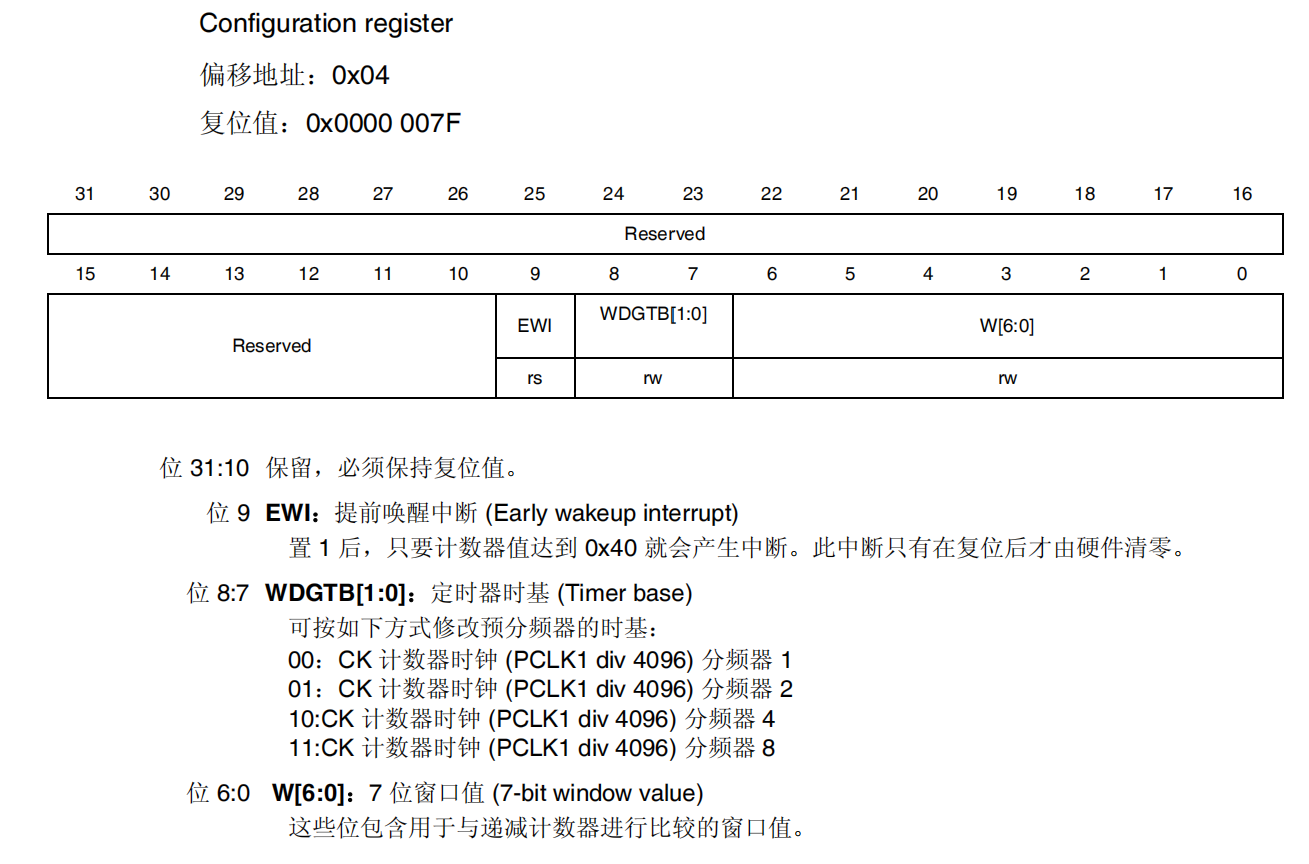 Configuration register
偏移地址：0x04
复位值：0x0000 007F
31 30 29 28 27 26 25 24 23 22 21 20 19 18 17 16
Reserved
15 14 13 12 11 10 9 8 7 6 5 4 3 2 1 0
Reserved EWI WDGTB[1:0] W[6:0]
rs rw rw
位 31:10 保留，必须保持复位值。
位 9 EWI：提前唤醒中断 (Early wakeup interrupt)
置 1 后，只要计数器值达到 0x40 就会产生中断。此中断只有在复位后才由硬件清零。
位 8:7 WDGTB[1:0]：定时器时基 (Timer base)
可按如下方式修改预分频器的时基：
00：CK 计数器时钟 (PCLK1 div 4096) 分频器 1
01：CK 计数器时钟 (PCLK1 div 4096) 分频器 2
10:CK 计数器时钟 (PCLK1 div 4096) 分频器 4
11:CK 计数器时钟 (PCLK1 div 4096) 分频器 8
位 6:0 W[6:0]：7 位窗口值 (7-bit window value)
这些位包含用于与递减计数器进行比较的窗口值。